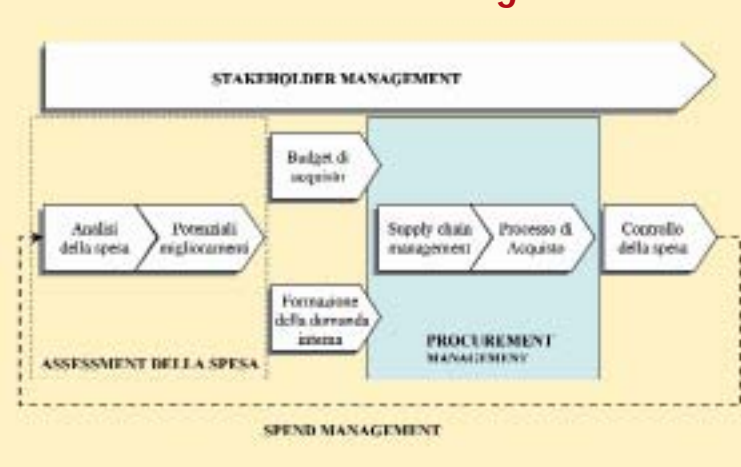 STAKEHOLDER MANAGEMENT
Budget di
acquisto
Analisi
della spesa
Potenziali
miglioramenti
Supply chain
management
Processo di
Acquisto
Controllo
della spesa
Formazione
della domanda
interna
PROCUREMENT
MANAGEMENT
ASSESSMENT DELLA SPESA
SPEND MANAGEMENT